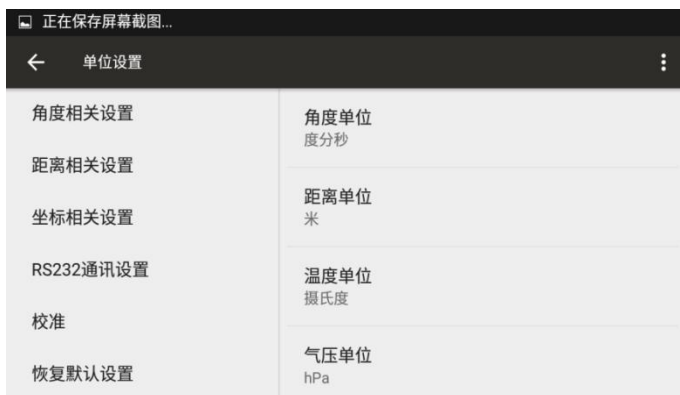 正在保存屏幕截图...
单位设置
角度相关设置
距离相关设置
坐标相关设置
RS232通讯设置
校准
恢复默认设置
角度单位
度分秒
距离单位
米
温度单位
摄氏度
气压单位
hPa